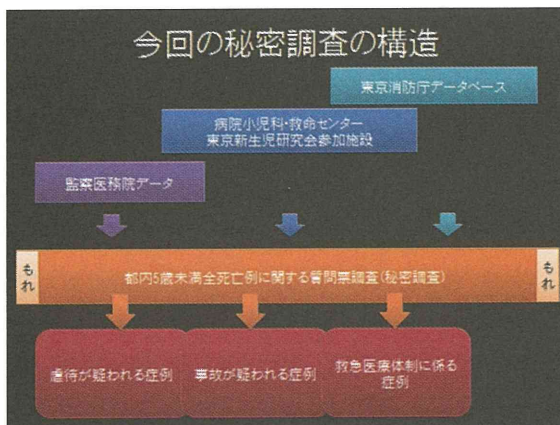 今回の秘密調査の構造
東京消防庁データベース
病院小児科・救命センター
東京新生児研究会参加施設
監察医務院データ
もれ
都内5歳未満全死亡例に関する質問票調査(秘密調査)
もれ
虐待が疑われる症例
事故が疑われる症例
救急医療体制に係る
症例